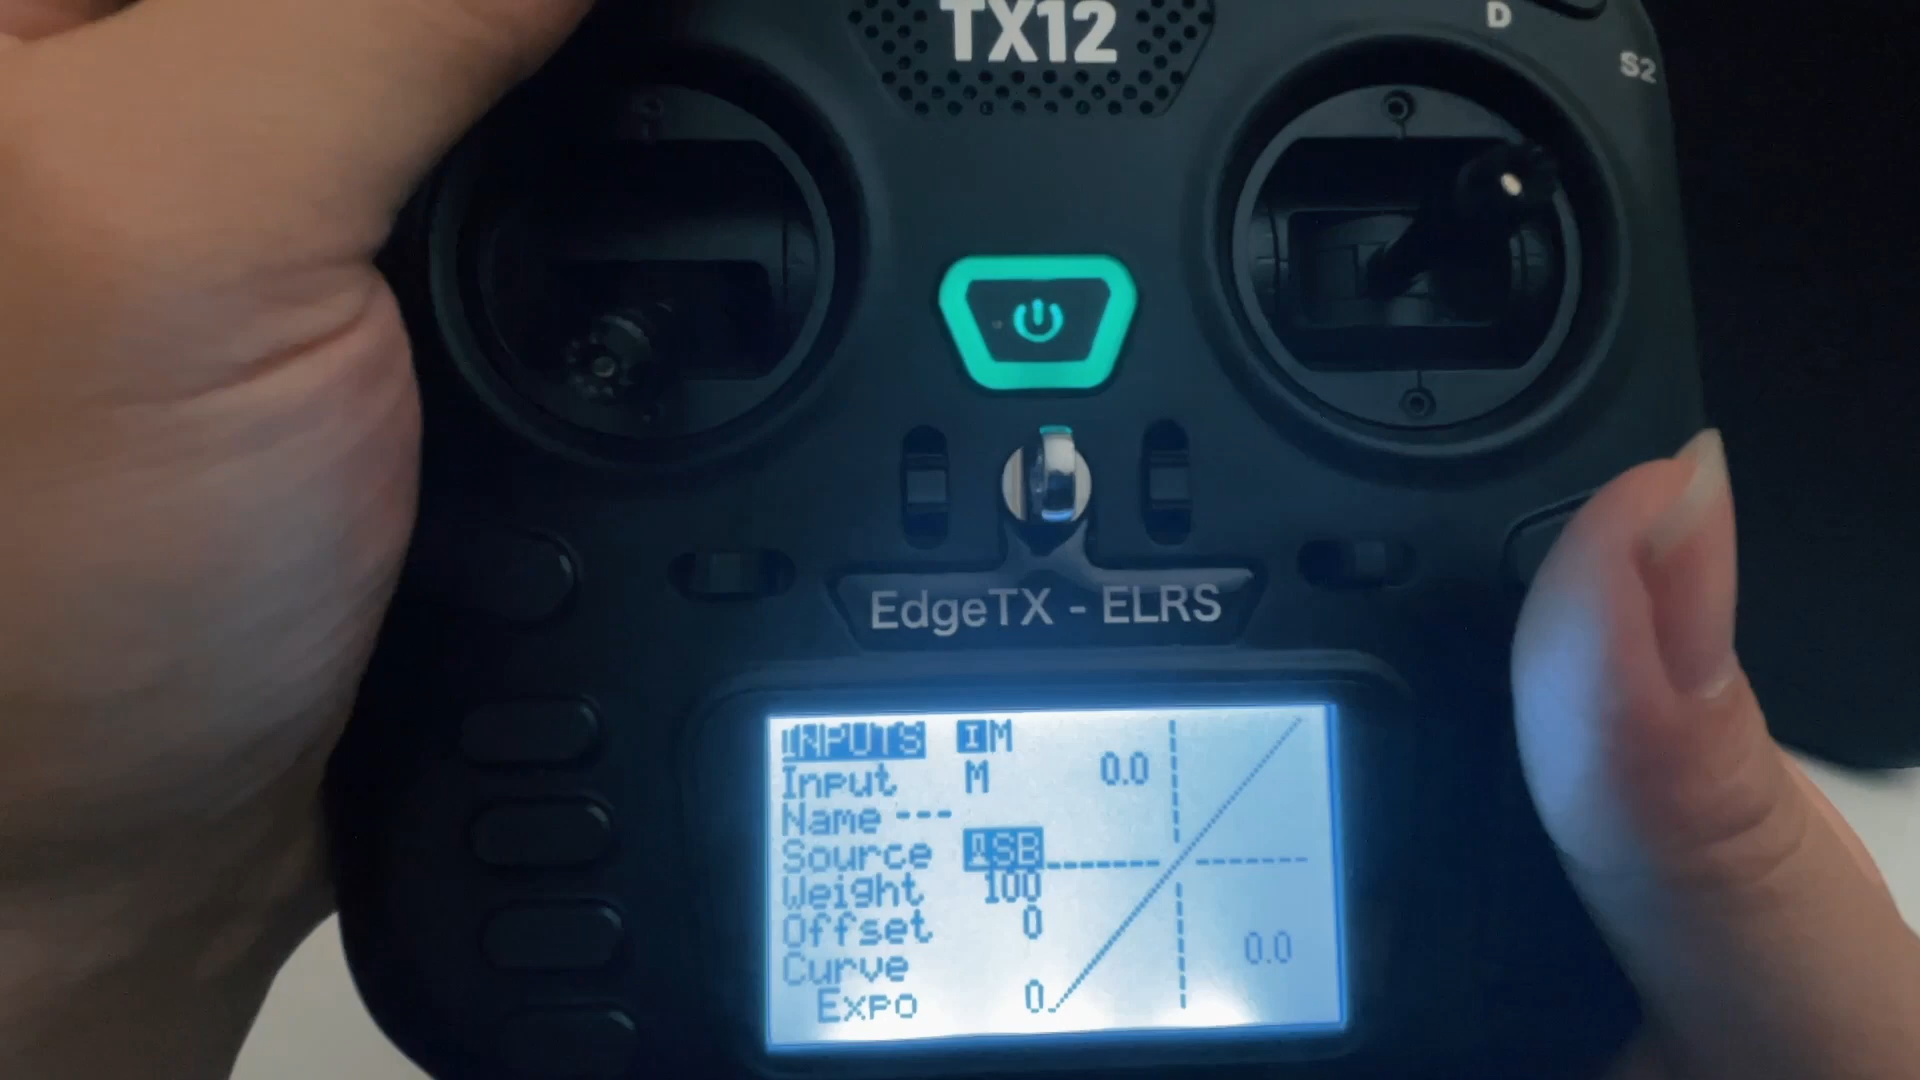 TX12
D
S2
EdgeTX - ELRS
INPUTS IM
Input M 0.0
Name ---
Source SB
Weight 100
Offset 0
0.0
Curve
Expo 0